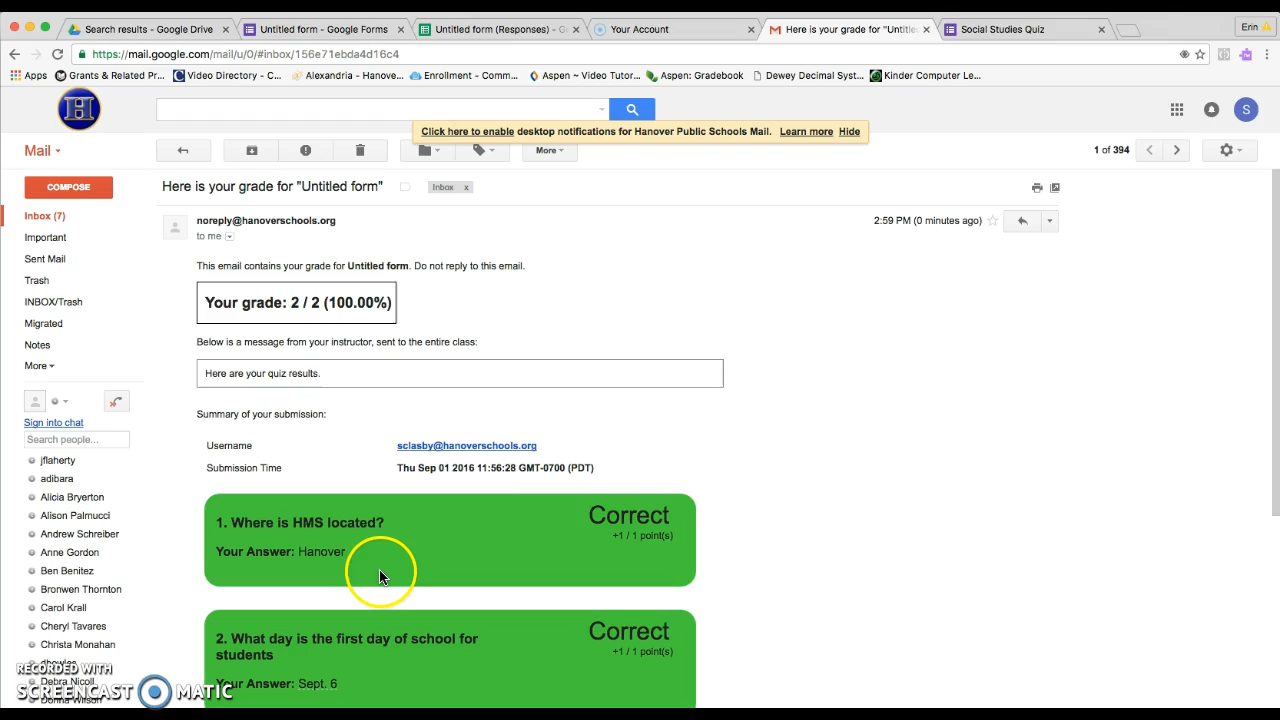 Search results - Google Drive
Untitled form - Google Forms
Untitled form (Responses) - G
Your Account
Here is your grade for "Untitle
Social Studies Quiz
Erin
https://mail.google.com/mail/u/0/#inbox/156e71ebda4d16c4
Apps
Grants & Related Pr...
Video Directory - C...
Alexandria - Hanove...
Enrollment - Comm...
Aspen ~ Video Tutor...
Aspen: Gradebook
Dewey Decimal Syst...
Kinder Computer Le...
H
S
Click here to enable desktop notifications for Hanover Public Schools Mail. Learn more Hide
Mail
More
1 of 394
COMPOSE
Here is your grade for "Untitled form"
Inbox x
Inbox (7)
Important
Sent Mail
Trash
INBOX/Trash
Migrated
Notes
More
noreply@hanoverschools.org
to me
2:59 PM (0 minutes ago)
This email contains your grade for Untitled form. Do not reply to this email.
Your grade: 2 / 2 (100.00%)
Below is a message from your instructor, sent to the entire class:
Here are your quiz results.
Summary of your submission:
Username sclasby@hanoverschools.org
Submission Time Thu Sep 01 2016 11:56:28 GMT-0700 (PDT)
1. Where is HMS located?
Correct
+1 / 1 point(s)
Your Answer: Hanover
2. What day is the first day of school for
students
Correct
+1 / 1 point(s)
Your Answer: Sept. 6
Sign into chat
Search people...
jflaherty
adibara
Alicia Bryerton
Alison Palmucci
Andrew Schreiber
Anne Gordon
Ben Benitez
Bronwen Thornton
Carol Krall
Cheryl Tavares
Christa Monahan
Debra Nicoll
Donna Wilson
RECORDED WITH
SCREENCAST MATIC